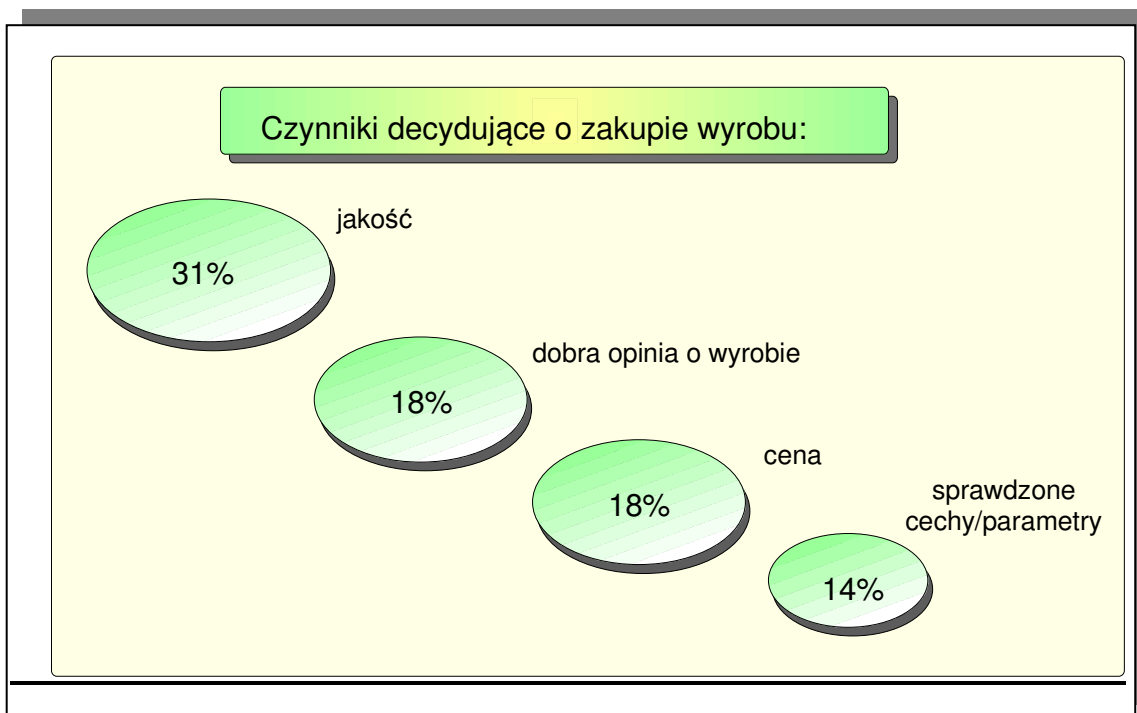 Czynniki decydujące o zakupie wyrobu:
jakość
31%
dobra opinia o wyrobie
18%
cena
18%
sprawdzone
cechy/parametry
14%